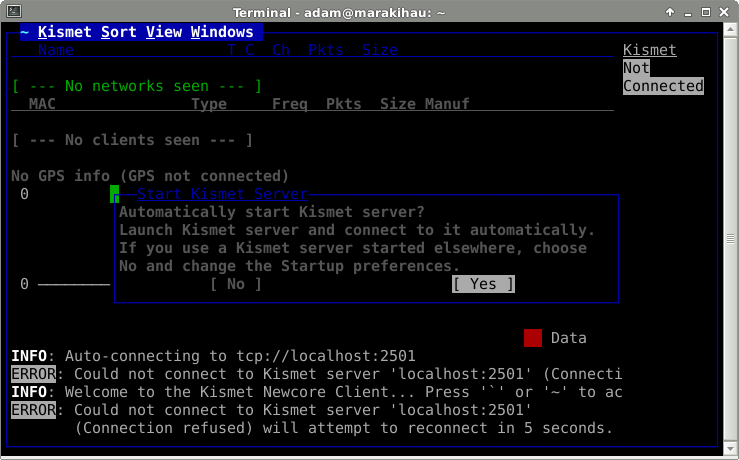 Terminal - adam@marakihau: ~
~ Kismet Sort View Windows
Name T C Ch Pkts Size
Kismet
Not
Connected
[ --- No networks seen --- ]
MAC Type Freq Pkts Size Manuf
[ --- No clients seen --- ]
No GPS info (GPS not connected)
0
Start Kismet Server
Automatically start Kismet server?
Launch Kismet server and connect to it automatically.
If you use a Kismet server started elsewhere, choose
No and change the Startup preferences.
[ No ] [ Yes ]
0
Data
INFO: Auto-connecting to tcp://localhost:2501
ERROR: Could not connect to Kismet server 'localhost:2501' (Connecti
INFO: Welcome to the Kismet Newcore Client... Press '`' or '~' to ac
ERROR: Could not connect to Kismet server 'localhost:2501'
(Connection refused) will attempt to reconnect in 5 seconds.